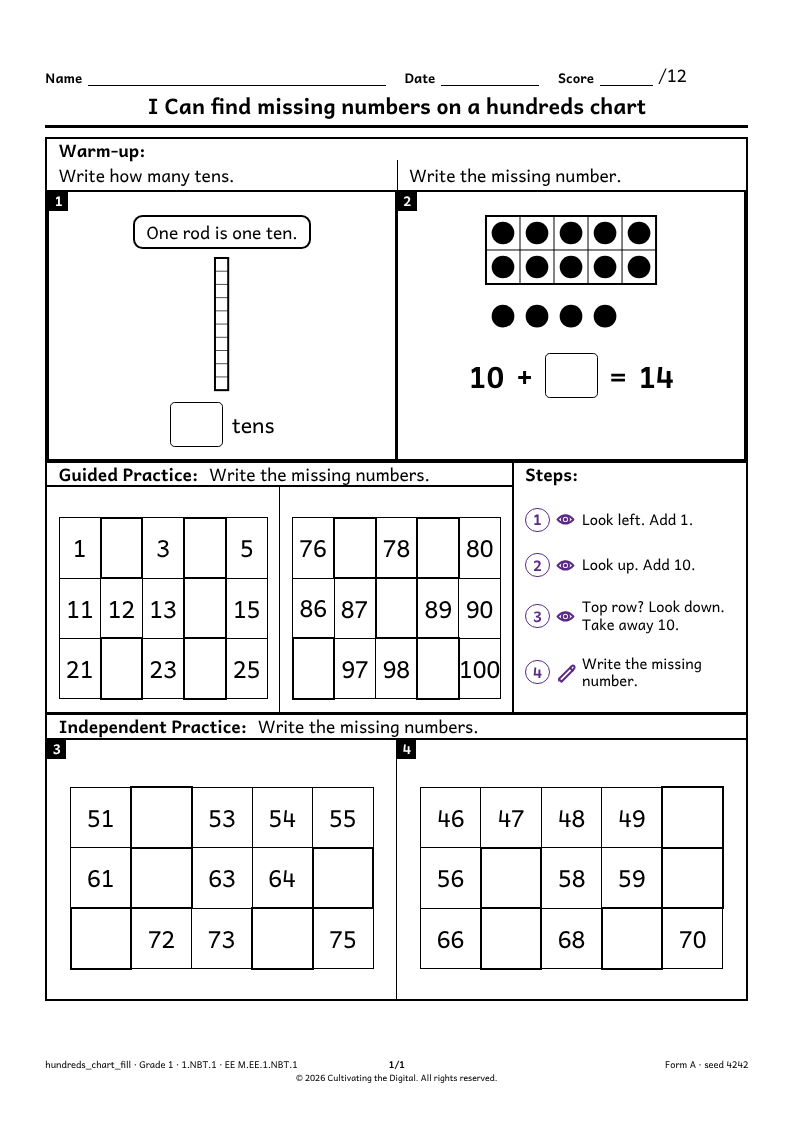 Name Date Score /12
I Can find missing numbers on a hundreds chart
Warm-up:
Write how many tens.
Write the missing number.
1
One rod is one ten.
tens
2
10 + = 14
Guided Practice: Write the missing numbers.
1 3 5
11 12 13 15
21 23 25
76 78 80
86 87 89 90
97 98 100
Steps:
1 Look left. Add 1.
2 Look up. Add 10.
3 Top row? Look down.
Take away 10.
4 Write the missing
number.
Independent Practice: Write the missing numbers.
3
51 53 54 55
61 63 64
72 73 75
4
46 47 48 49
56 58 59
66 68 70
hundreds_chart_fill · Grade 1 · 1.NBT.1 · EE M.EE.1.NBT.1 1/1 Form A · seed 4242
© 2026 Cultivating the Digital. All rights reserved.